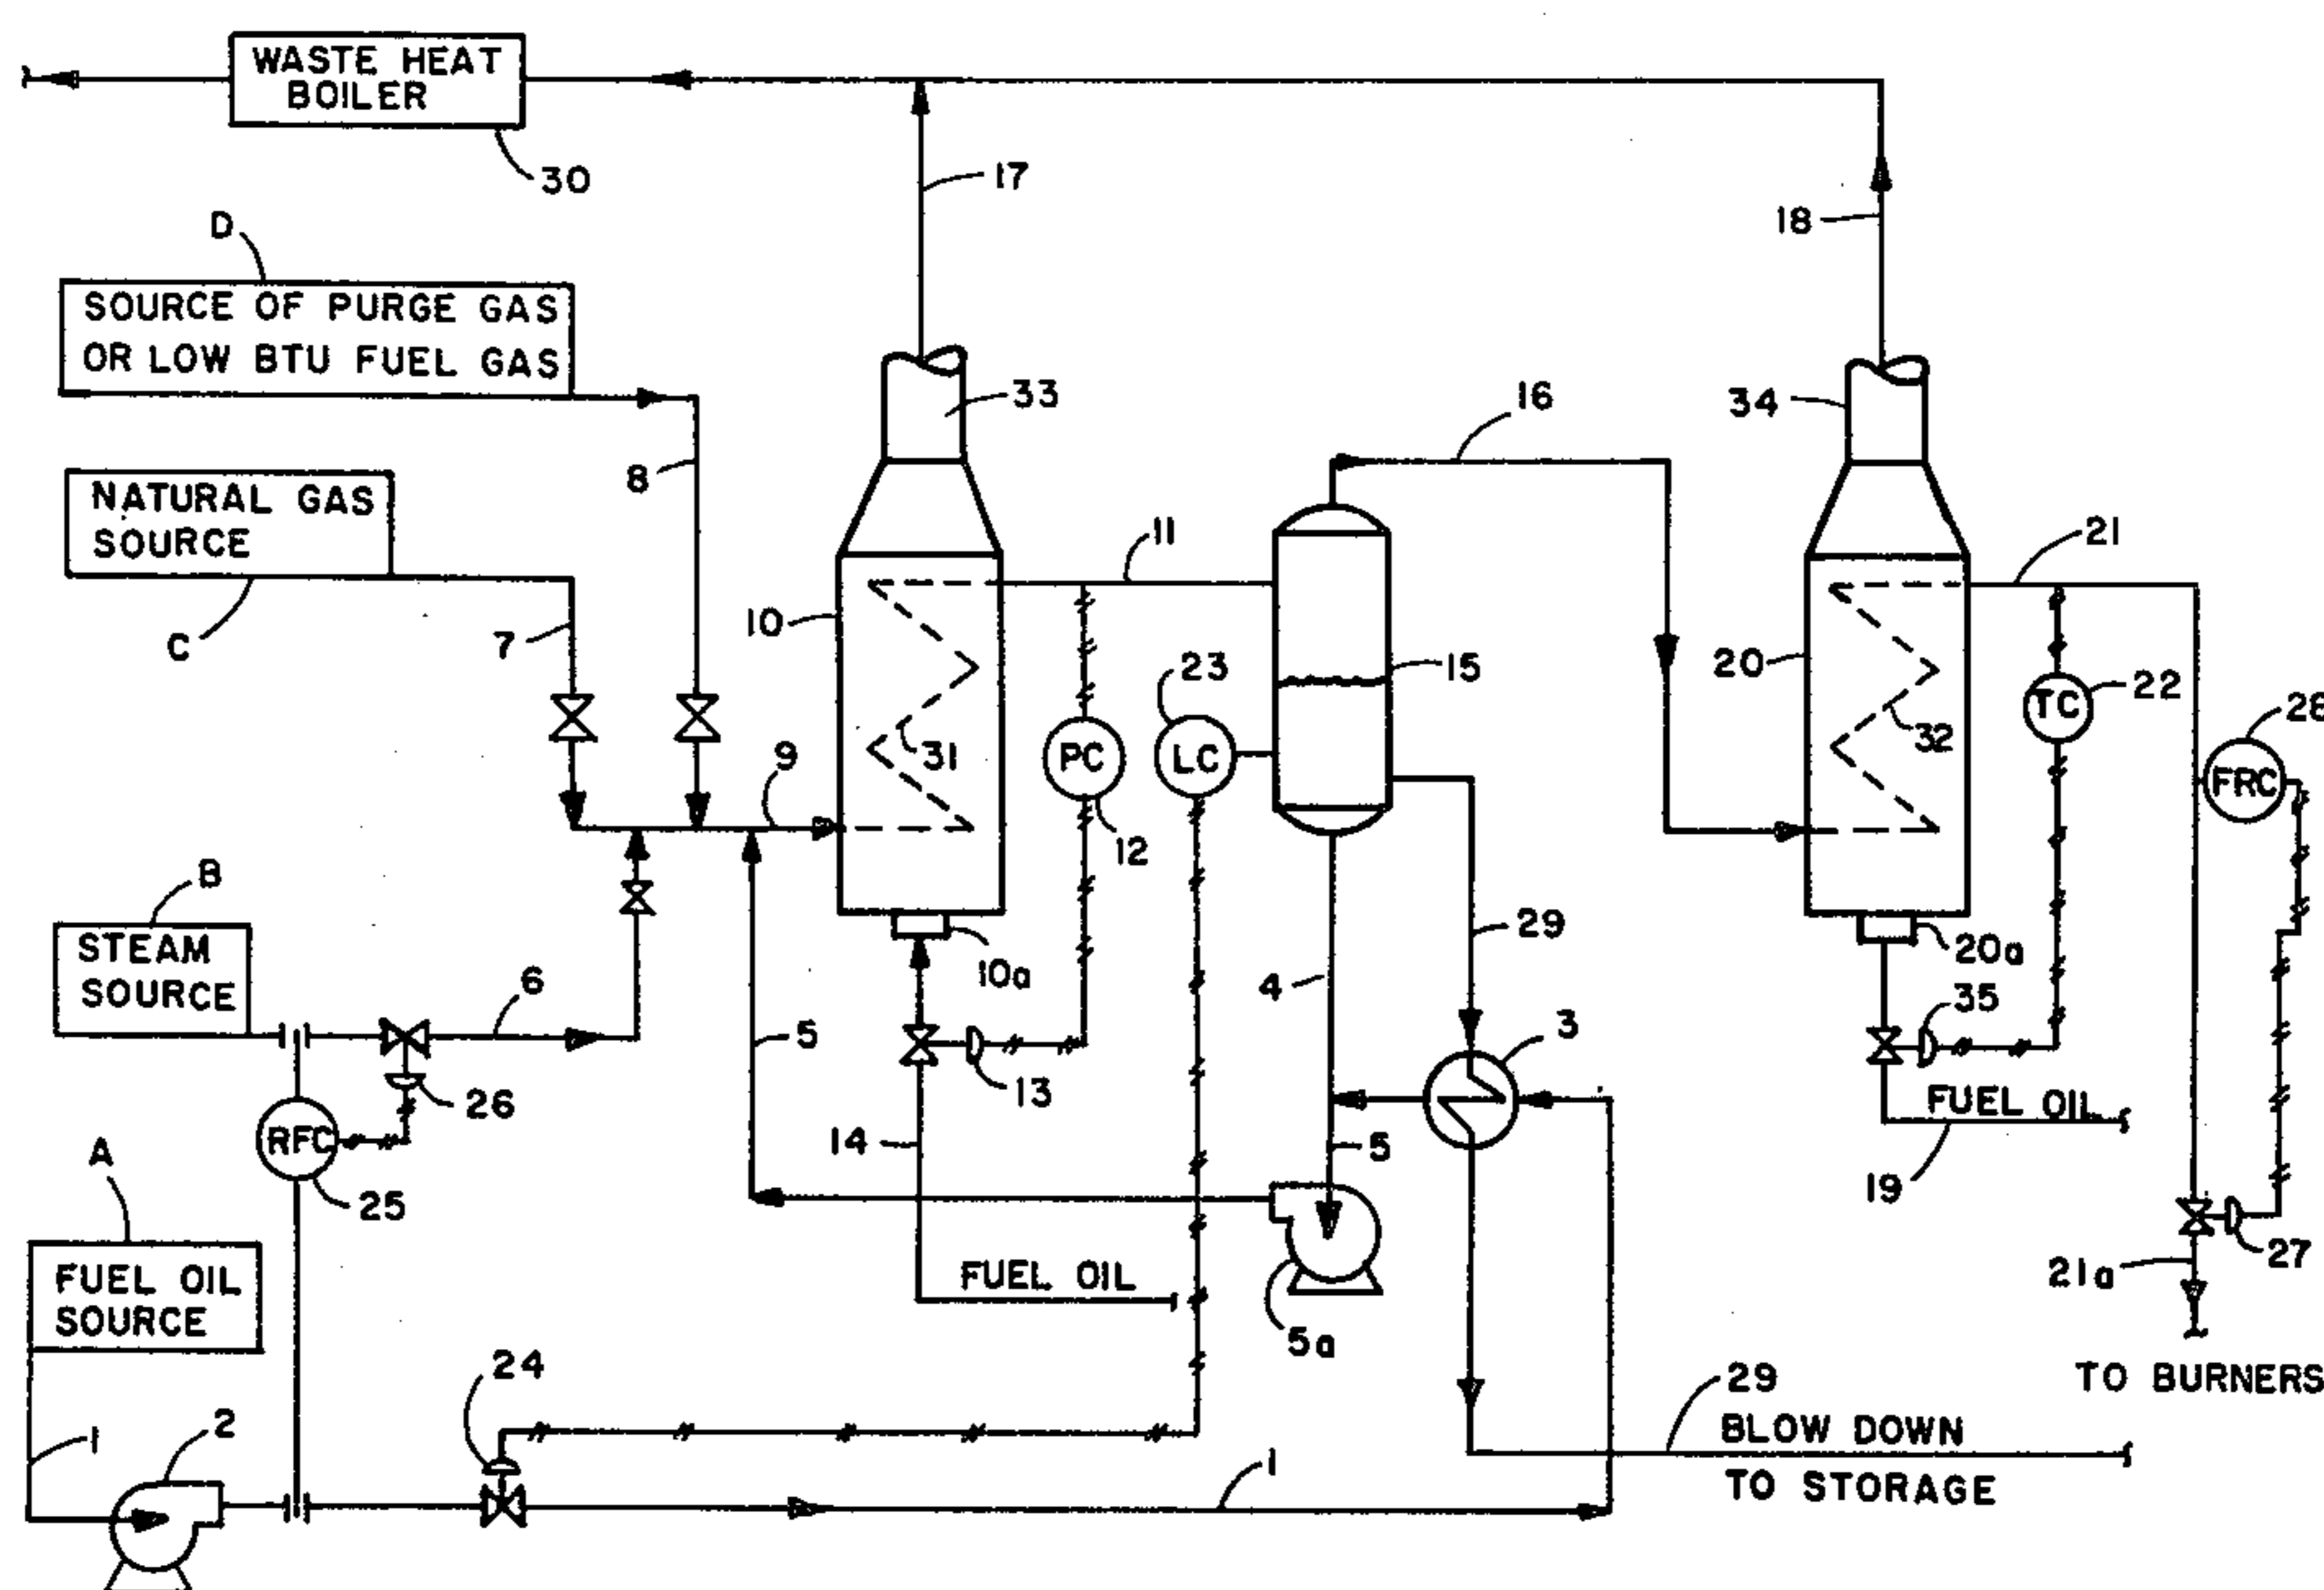 WASTE HEAT
BOILER
30
17
18
D
SOURCE OF PURGE GAS
OR LOW BTU FUEL GAS
33
16
34
8
NATURAL GAS
SOURCE
11
21
C
7
10
23
15
20
TC
22
28
9
31
PC
LC
32
FRC
12
B
STEAM
SOURCE
6
10a
4
29
20a
35
5
3
26
13
FUEL OIL
RFC
14
5
A
25
19
FUEL OIL
SOURCE
FUEL OIL
27
21a
5a
24
29
TO BURNERS
1
2
BLOW DOWN
1
TO STORAGE